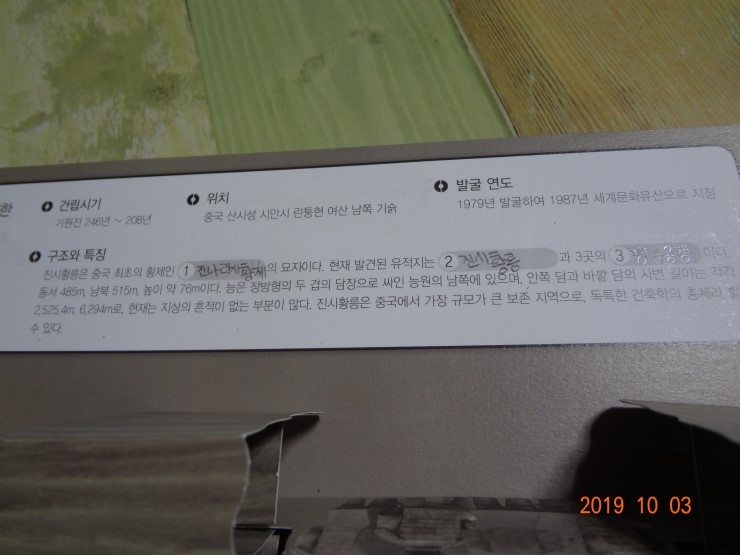 한
건립시기
기원전 246년 ~ 208년
위치
중국 산시성 시안시 린퉁현 여산 남쪽 기슭
발굴 연도
1979년 발굴하여 1987년 세계문화유산으로 지정
구조와 특징
진시황릉은 중국 최초의 황제인 1 진나라시황제의 묘자이다. 현재 발견된 유적지는 2 진시황릉 과 3곳의 3 이다.
동서 485m, 남북 515m, 높이 약 76m이다. 능은 장방형의 두 겹의 담장으로 싸인 능원의 남쪽에 있으며, 안쪽 담과 바깥 담의 사변 길이는 각각
2,525.4m, 6,294m로, 현재는 지상의 흔적이 없는 부분이 많다. 진시황릉은 중국에서 가장 규모가 큰 보존 지역으로, 독특한 건축학의 총체라 할
수 있다.
2019 10 03